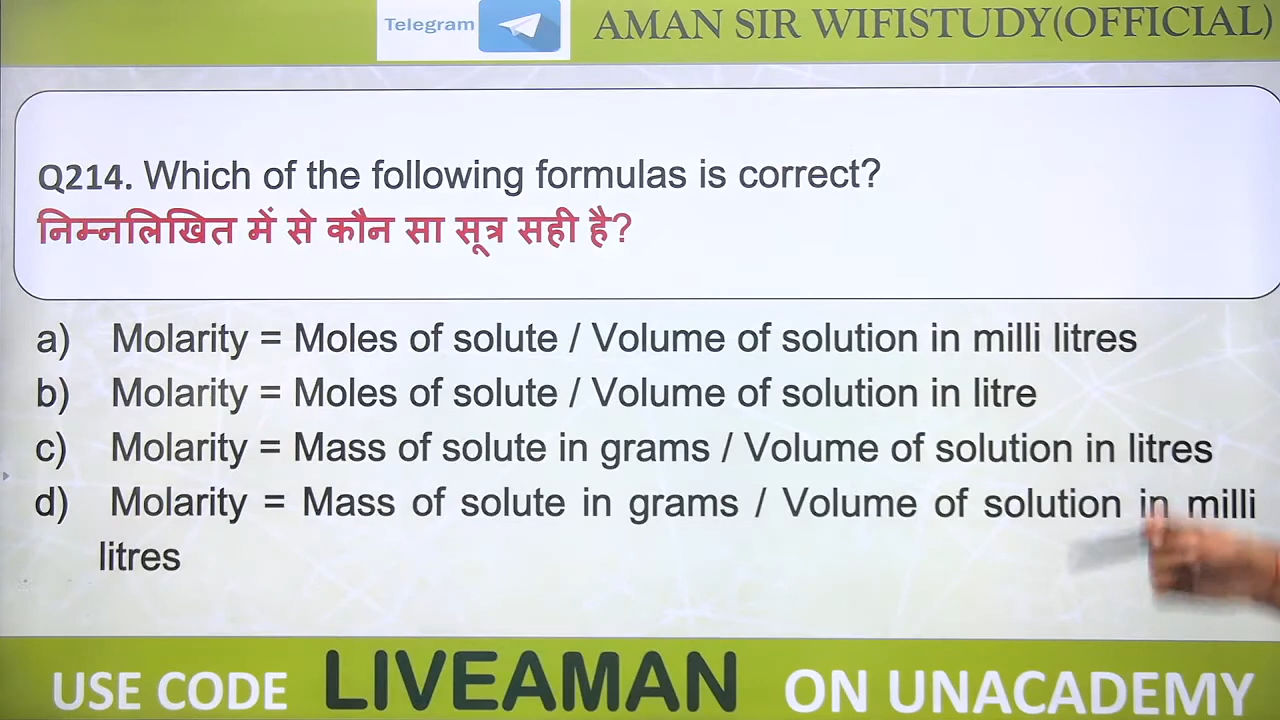 Telegram
AMAN SIR WIFISTUDY(OFFICIAL)
Q214. Which of the following formulas is correct?
निम्नलिखित में से कौन सा सूत्र सही है?
a) Molarity = Moles of solute / Volume of solution in milli litres
b) Molarity = Moles of solute / Volume of solution in litre
c) Molarity = Mass of solute in grams / Volume of solution in litres
d) Molarity = Mass of solute in grams / Volume of solution in milli
litres
USE CODE LIVEAMAN ON UNACADEMY